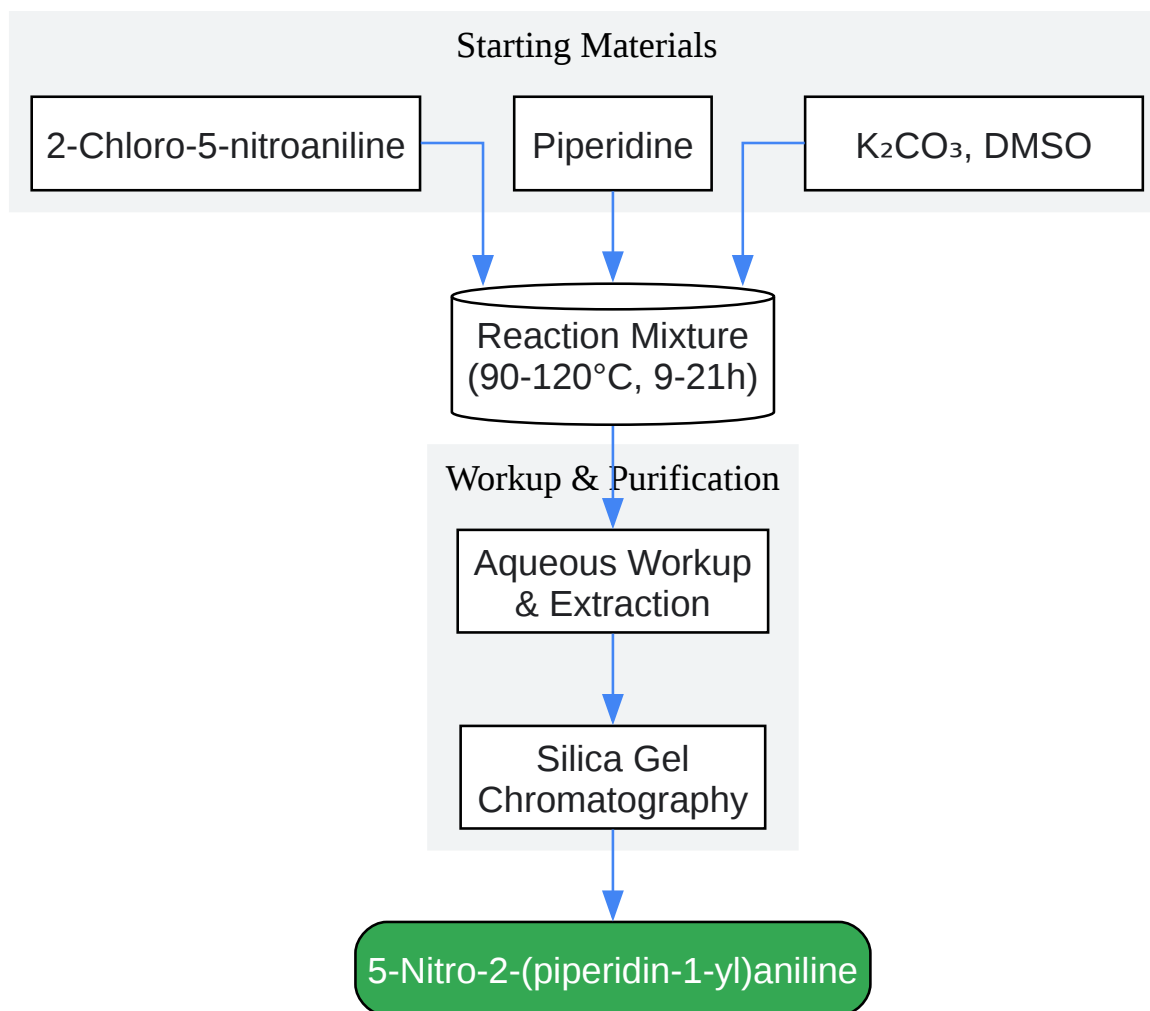 Starting Materials
2-Chloro-5-nitroaniline
Piperidine
K₂CO₃, DMSO
Reaction Mixture
(90-120°C, 9-21h)
Workup & Purification
Aqueous Workup
& Extraction
Silica Gel
Chromatography
5-Nitro-2-(piperidin-1-yl)aniline